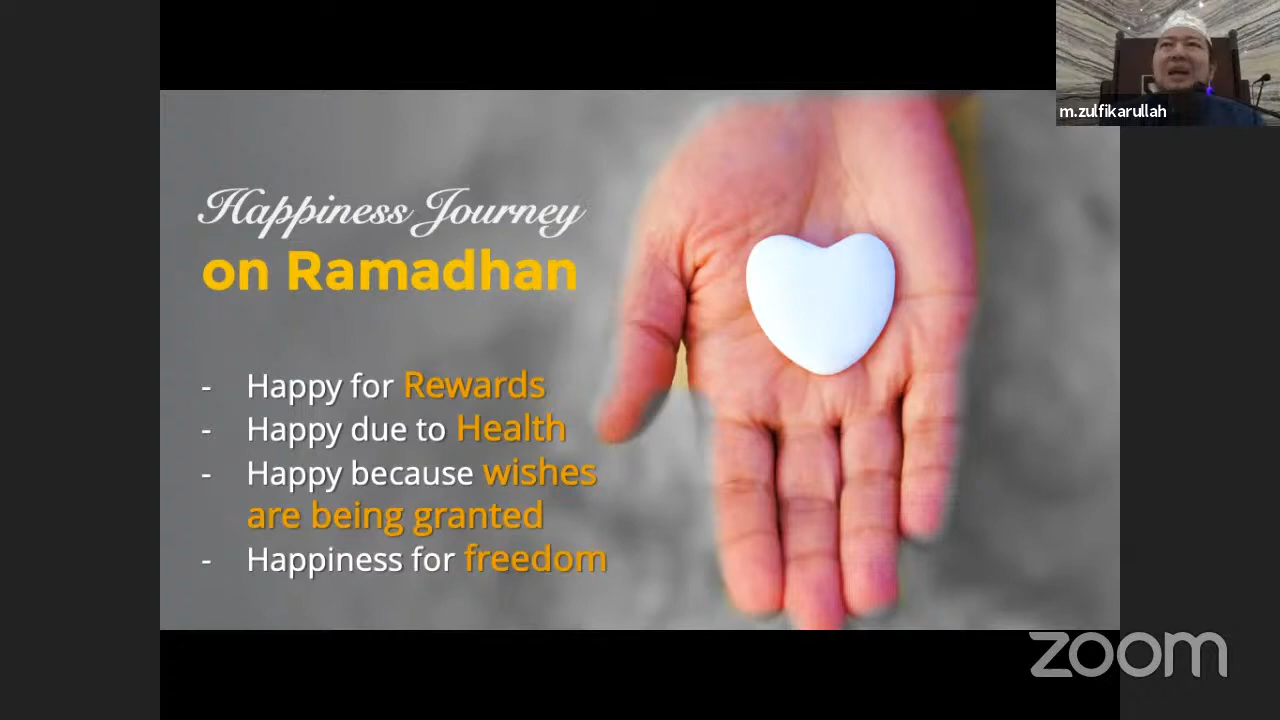 m.zulfikarullah
Happiness Journey
on Ramadhan
- Happy for Rewards
- Happy due to Health
- Happy because wishes
are being granted
- Happiness for freedom
zoom